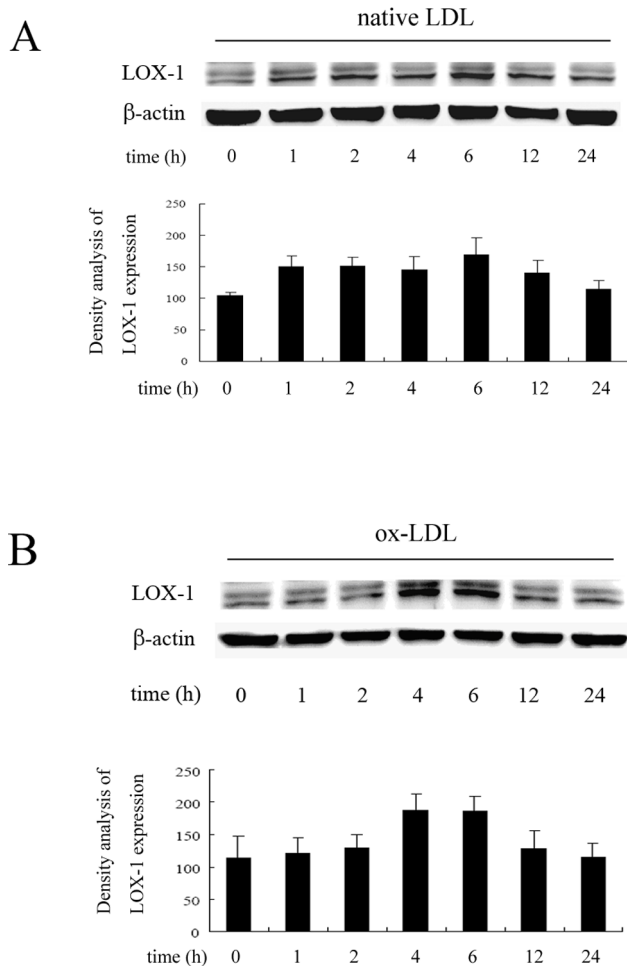 A
native LDL
LOX-1
β-actin
time (h) 0 1 2 4 6 12 24
Density analysis of
LOX-1 expression
250
200
150
100
50
0
time (h) 0 1 2 4 6 12 24
B
ox-LDL
LOX-1
β-actin
time (h) 0 1 2 4 6 12 24
Density analysis of
LOX-1 expression
250
200
150
100
50
0
time (h) 0 1 2 4 6 12 24